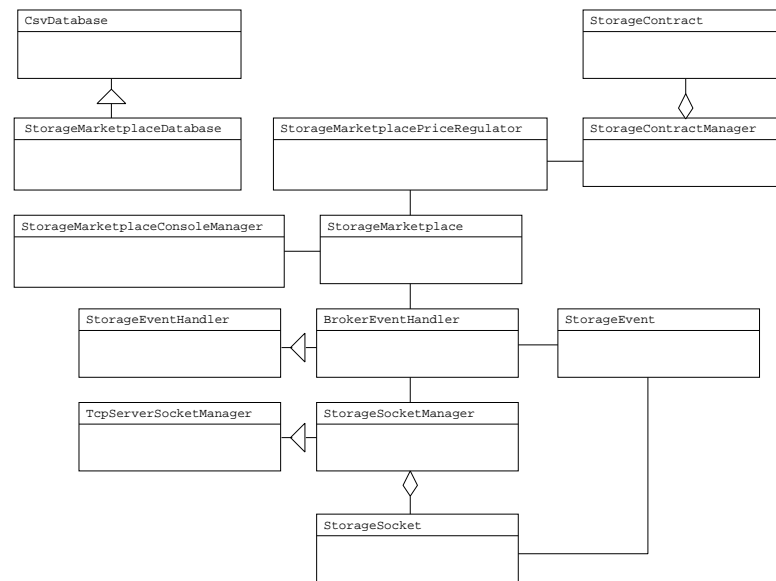 CsvDatabase
StorageContract
StorageMarketplaceDatabase
StorageMarketplacePriceRegulator
StorageContractManager
StorageMarketplaceConsoleManager
StorageMarketplace
StorageEventHandler
BrokerEventHandler
StorageEvent
TcpServerSocketManager
StorageSocketManager
StorageSocket